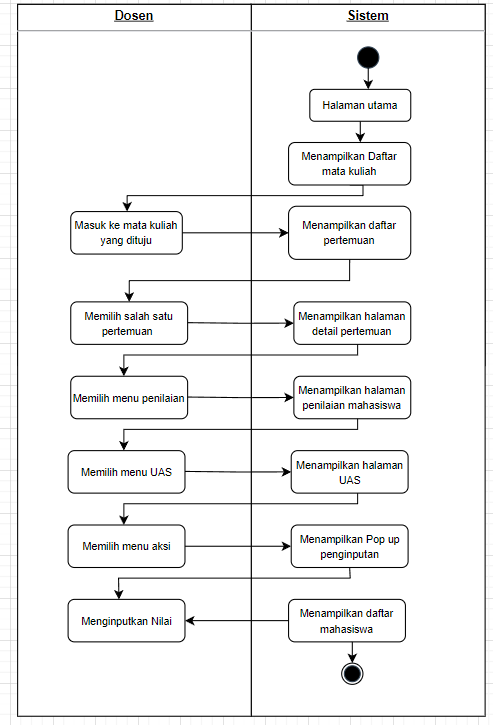 Dosen
Sistem
Halaman utama
Menampilkan Daftar
mata kuliah
Masuk ke mata kuliah
yang dituju
Menampilkan daftar
pertemuan
Memilih salah satu
pertemuan
Menampilkan halaman
detail pertemuan
Memilih menu penilaian
Menampilkan halaman
penilaian mahasiswa
Memilih menu UAS
Menampilkan halaman
UAS
Memilih menu aksi
Menampilkan Pop up
penginputan
Menginputkan Nilai
Menampilkan daftar
mahasiswa